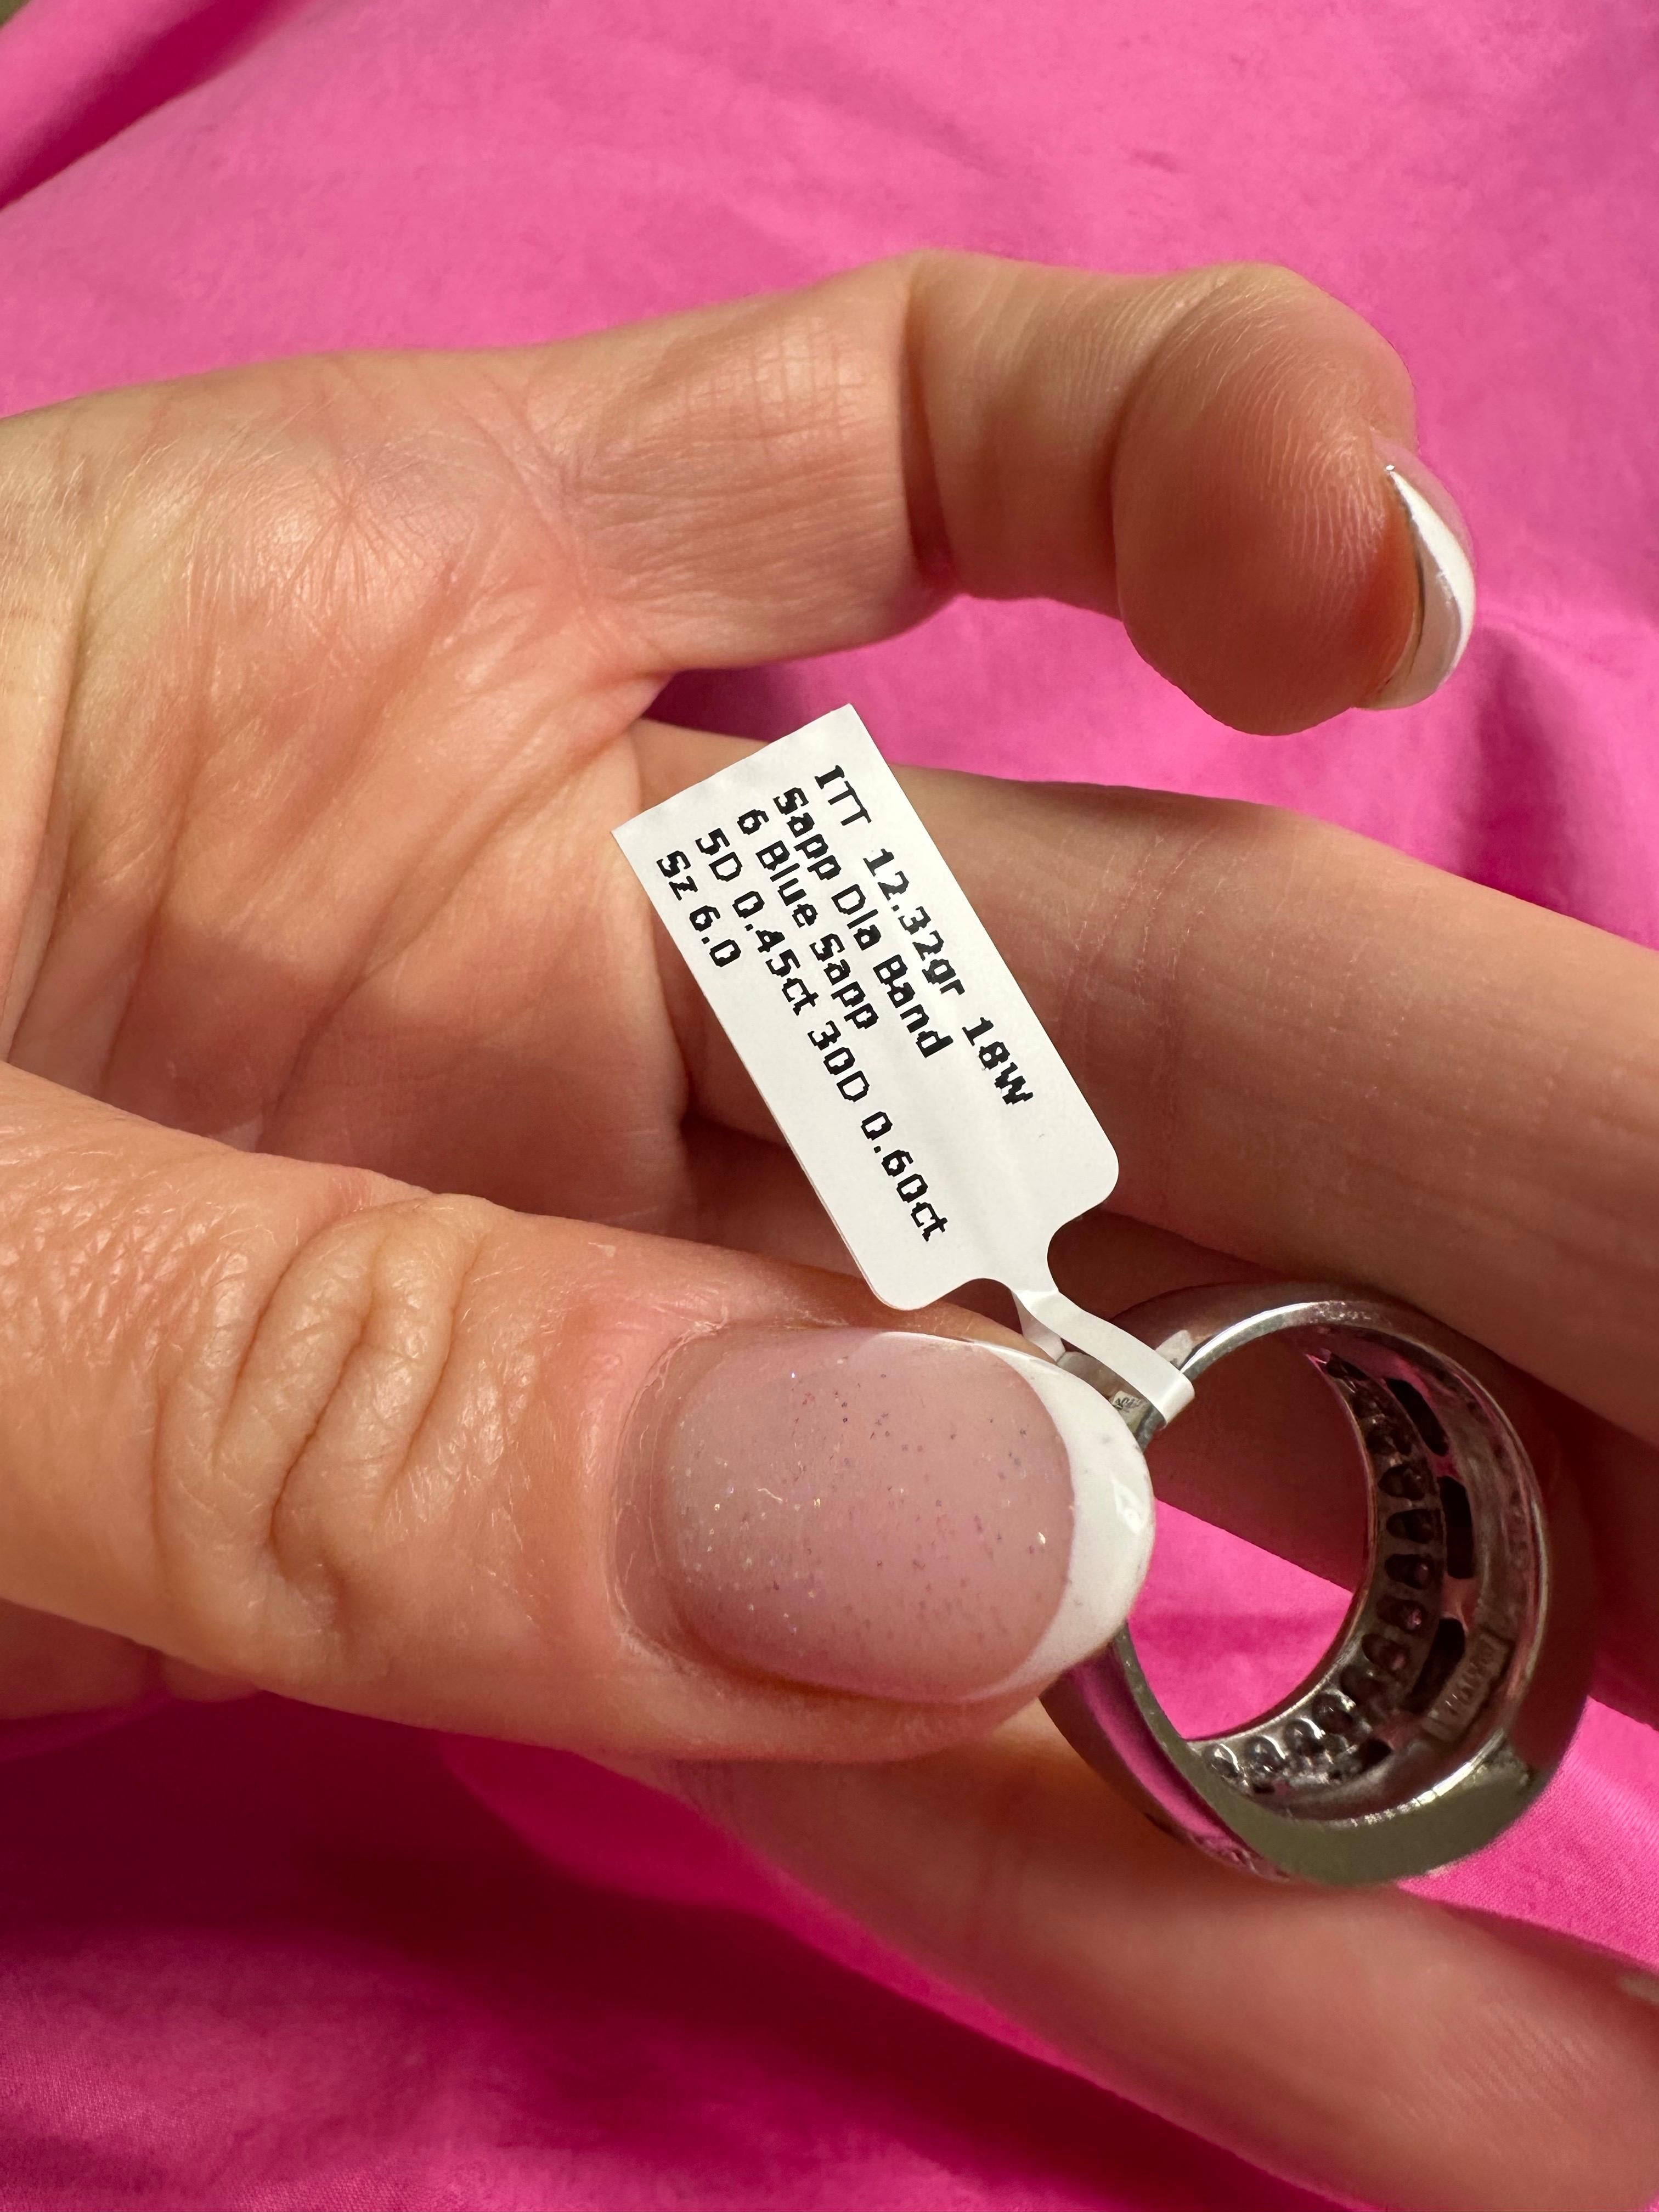 ITT 12.32gr 18W
Sapp Dia Band
6 Blue Sapp
5D 0.45ct 30D 0.60ct
Sz 6.0